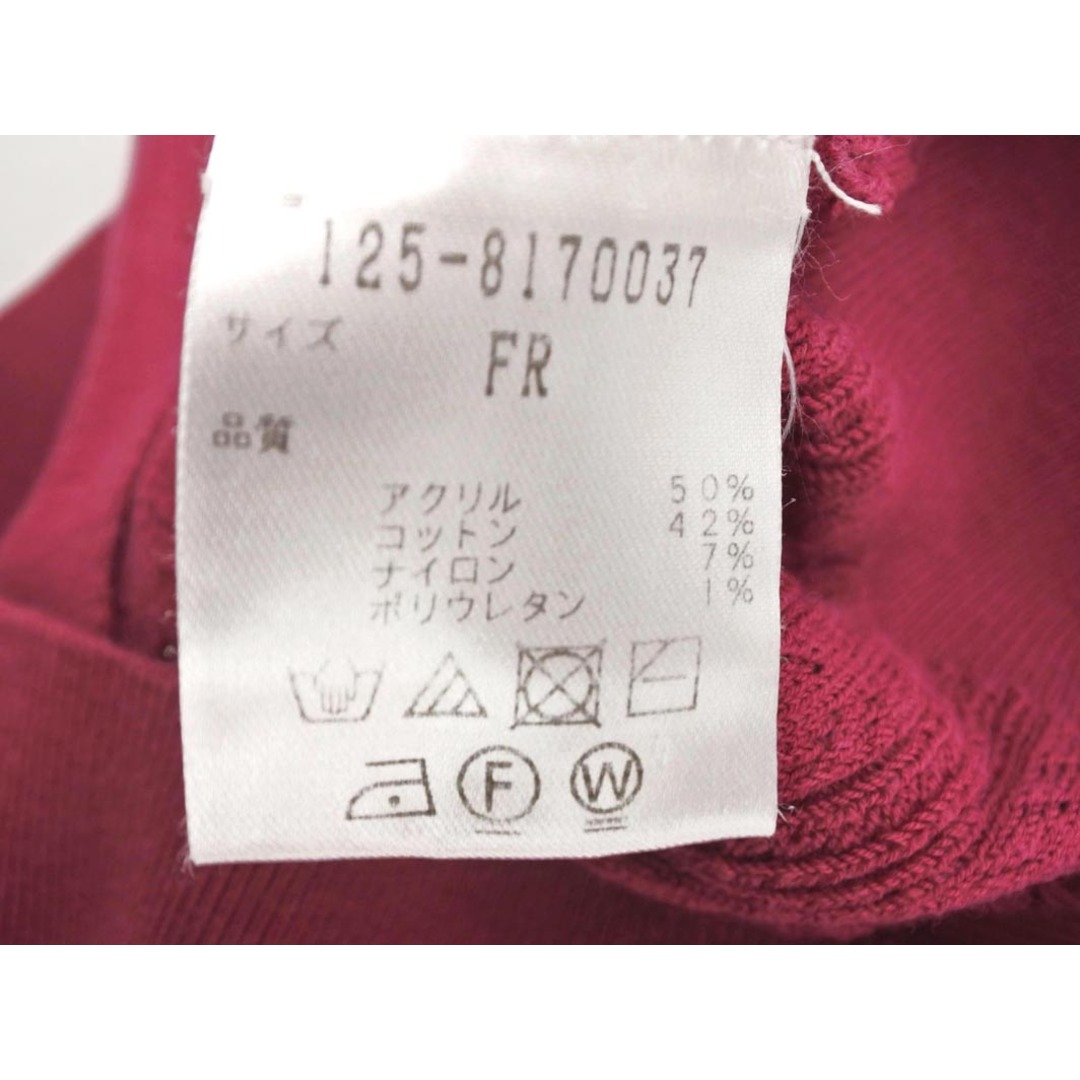 125-8170037
サイズ FR
品質
アクリル 50%
コットン 42%
ナイロン 7%
ポリウレタン 1%
F W